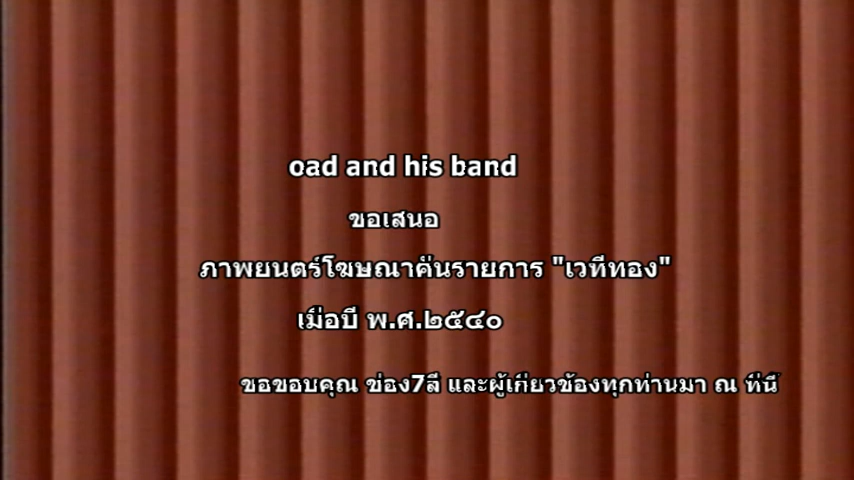 oad and his band
ขอเสนอ
ภาพยนตร์โฆษณาคั่นรายการ "เวทีทอง"
เมื่อปี พ.ศ.๒๕๔๐
ขอขอบคุณ ช่อง7สี และผู้เกี่ยวข้องทุกท่านมา ณ ที่นี้